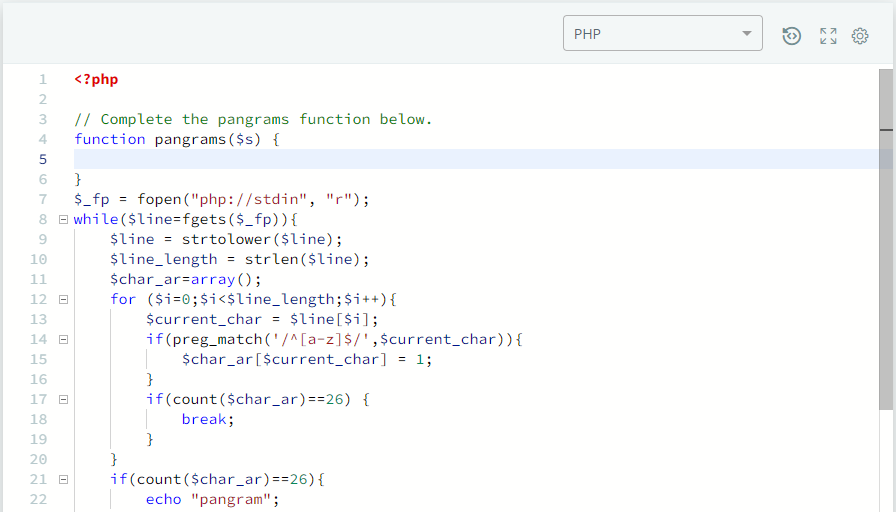 PHP
1 <?php
2
3 // Complete the pangrams function below.
4 function pangrams($s) {
5
6 }
7 $_fp = fopen("php://stdin", "r");
8 while($line=fgets($_fp)){
9     $line = strtolower($line);
10     $line_length = strlen($line);
11     $char_ar=array();
12     for ($i=0;$i<$line_length;$i++){
13         $current_char = $line[$i];
14         if(preg_match('/^[a-z]$/',$current_char)){
15             $char_ar[$current_char] = 1;
16         }
17         if(count($char_ar)==26) {
18             break;
19         }
20     }
21     if(count($char_ar)==26){
22         echo "pangram";